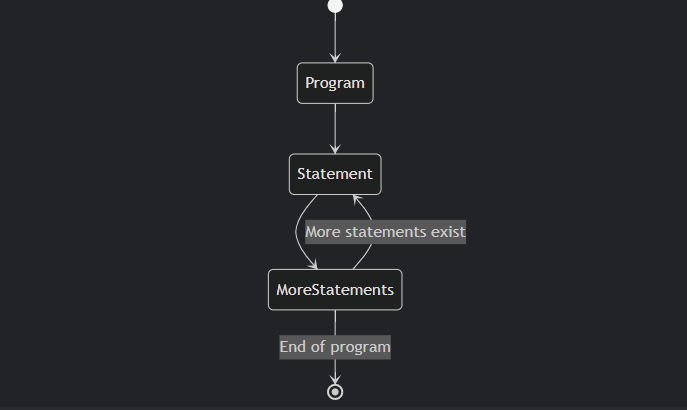 Program
Statement
More statements exist
MoreStatements
End of program